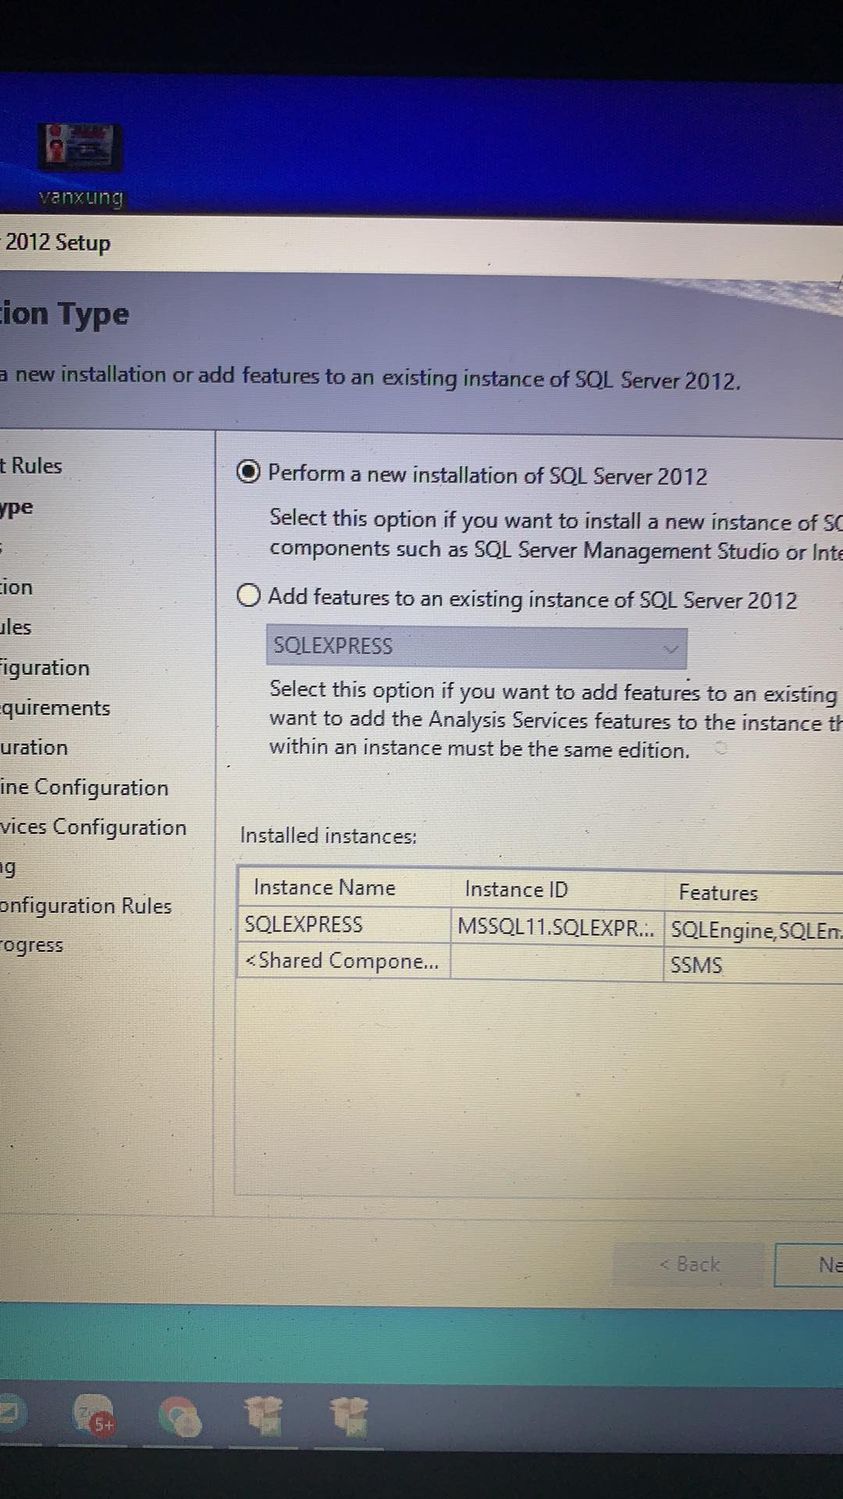 vanxung
2012 Setup
ion Type
a new installation or add features to an existing instance of SQL Server 2012.
t Rules
ype
s
ion
ules
figuration
quirements
uration
ine Configuration
vices Configuration
ng
onfiguration Rules
rogress
Perform a new installation of SQL Server 2012
Select this option if you want to install a new instance of SQ
components such as SQL Server Management Studio or Inte
Add features to an existing instance of SQL Server 2012
SQLEXPRESS
Select this option if you want to add features to an existing
want to add the Analysis Services features to the instance th
within an instance must be the same edition.
Installed instances:
Instance Name Instance ID Features
SQLEXPRESS MSSQL11.SQLEXPR... SQLEngine,SQLEn.
<Shared Compone... SSMS
< Back Ne
5+